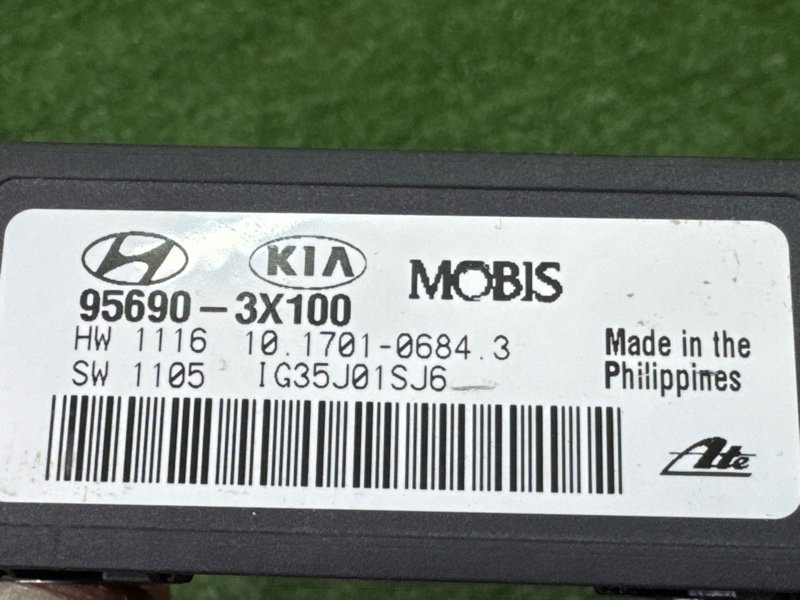 KIA MOBIS
95690-3X100
HW 1116 10.1701-0684.3
SW 1105 IG35J01SJ6
Made in the
Philippines
Ate